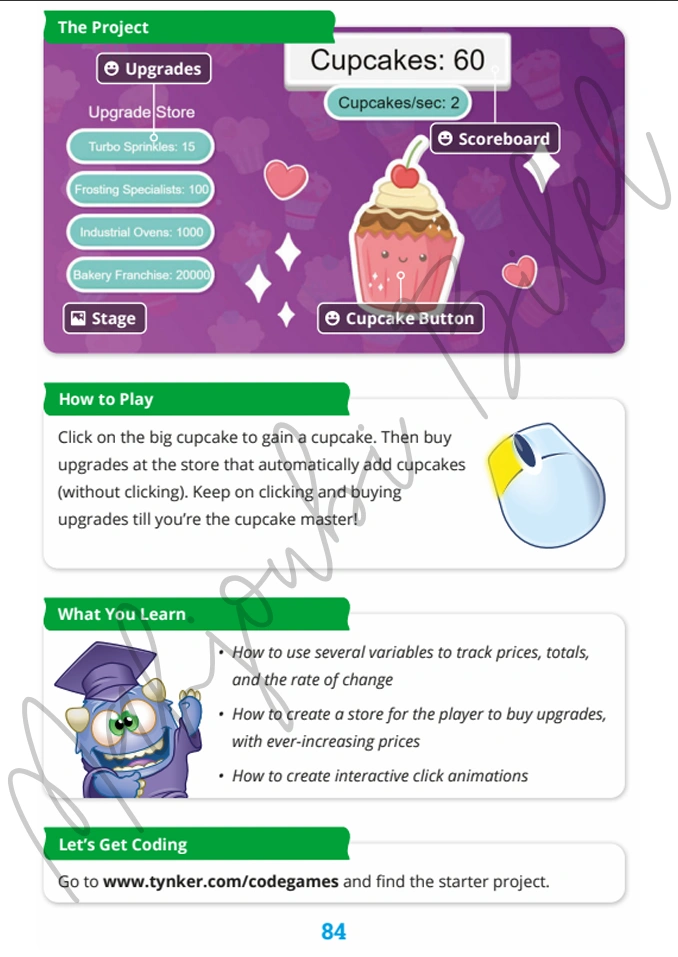 The Project
Upgrades
Cupcakes: 60
Cupcakes/sec: 2
Upgrade Store
Scoreboard
Turbo Sprinkles: 15
Frosting Specialists: 100
Industrial Ovens: 1000
Bakery Franchise: 20000
Stage
Cupcake Button
How to Play
Click on the big cupcake to gain a cupcake. Then buy
upgrades at the store that automatically add cupcakes
(without clicking). Keep on clicking and buying
upgrades till you’re the cupcake master!
What You Learn
• How to use several variables to track prices, totals,
and the rate of change
• How to create a store for the player to buy upgrades,
with ever-increasing prices
• How to create interactive click animations
Let’s Get Coding
Go to www.tynker.com/codegames and find the starter project.
84